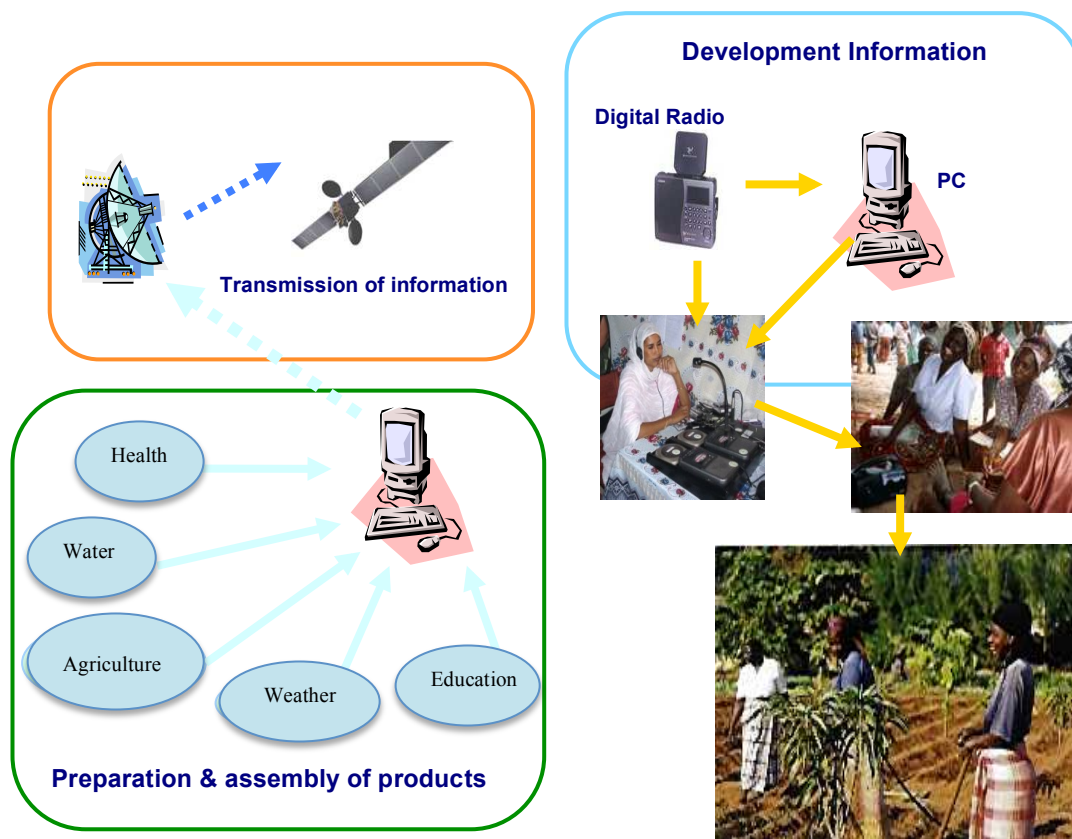 Development Information
Digital Radio
PC
Transmission of information
Health
Water
Agriculture
Weather
Education
Preparation & assembly of products